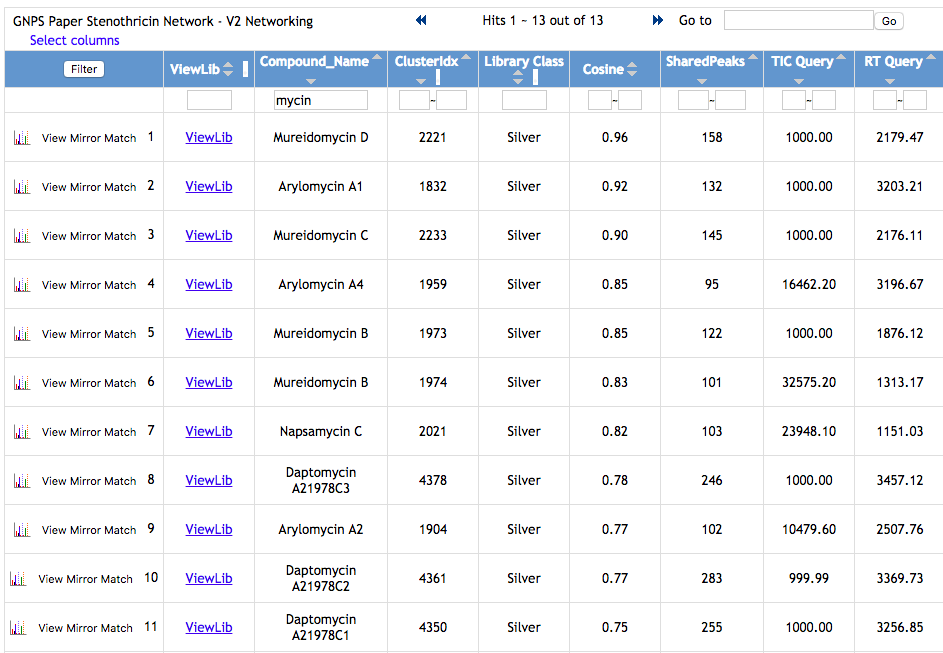 GNPS Paper Stenothricin Network - V2 Networking Hits 1 ~ 13 out of 13 Go to Go
Select columns
Filter ViewLib Compound_Name ClusterIdx Library Class Cosine SharedPeaks TIC Query RT Query
mycin ~ ~ ~ ~ ~
View Mirror Match 1 ViewLib Mureidomycin D 2221 Silver 0.96 158 1000.00 2179.47
View Mirror Match 2 ViewLib Arylomycin A1 1832 Silver 0.92 132 1000.00 3203.21
View Mirror Match 3 ViewLib Mureidomycin C 2233 Silver 0.90 145 1000.00 2176.11
View Mirror Match 4 ViewLib Arylomycin A4 1959 Silver 0.85 95 16462.20 3196.67
View Mirror Match 5 ViewLib Mureidomycin B 1973 Silver 0.85 122 1000.00 1876.12
View Mirror Match 6 ViewLib Mureidomycin B 1974 Silver 0.83 101 32575.20 1313.17
View Mirror Match 7 ViewLib Napsamycin C 2021 Silver 0.82 103 23948.10 1151.03
View Mirror Match 8 ViewLib Daptomycin A21978C3 4378 Silver 0.78 246 1000.00 3457.12
View Mirror Match 9 ViewLib Arylomycin A2 1904 Silver 0.77 102 10479.60 2507.76
View Mirror Match 10 ViewLib Daptomycin A21978C2 4361 Silver 0.77 283 999.99 3369.73
View Mirror Match 11 ViewLib Daptomycin A21978C1 4350 Silver 0.75 255 1000.00 3256.85